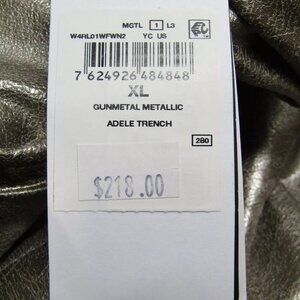 MGTL 1 L3
W4RL01WFWN2 YC US
7 624926 484848
XL
GUNMETAL METALLIC
ADELE TRENCH
280
$218.00